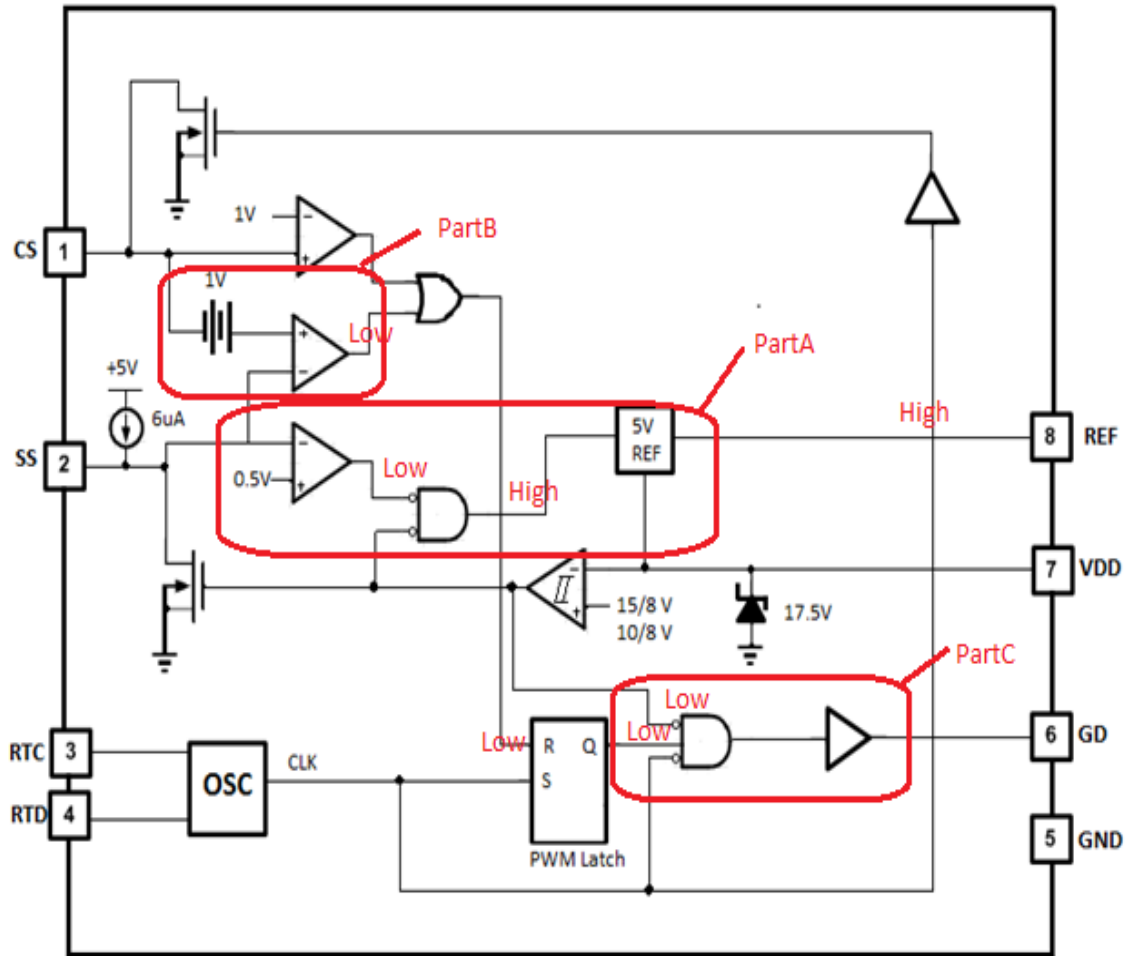 1V
PartB
CS 1
1V
Low
PartA
+5V
6uA
High
5V
REF
8 REF
SS 2
Low
0.5V
High
7 VDD
15/8 V
10/8 V
17.5V
PartC
Low
Low
Low
R Q
S
6 GD
RTC 3
CLK
OSC
RTD 4
5 GND
PWM Latch